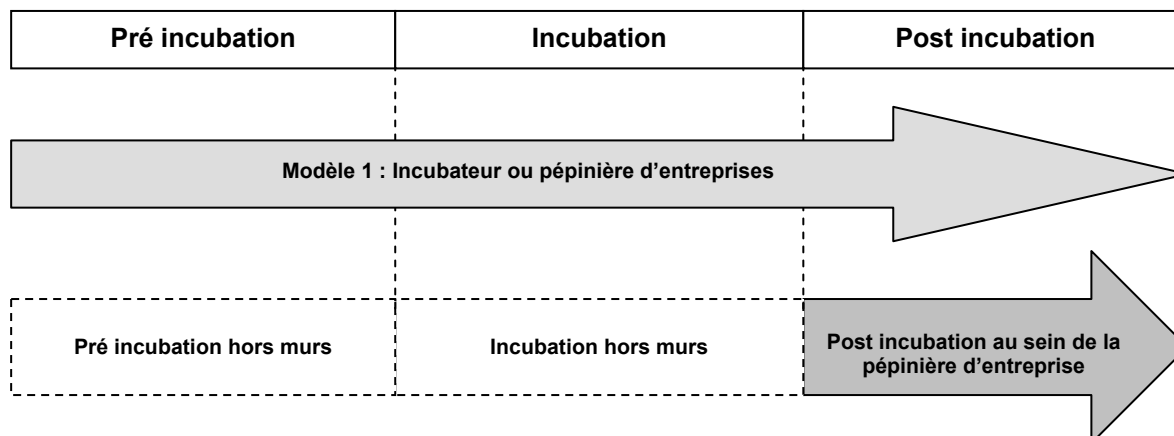 Pré incubation
Incubation
Post incubation
Modèle 1 : Incubateur ou pépinière d’entreprises
Pré incubation hors murs
Incubation hors murs
Post incubation au sein de la
pépinière d’entreprise